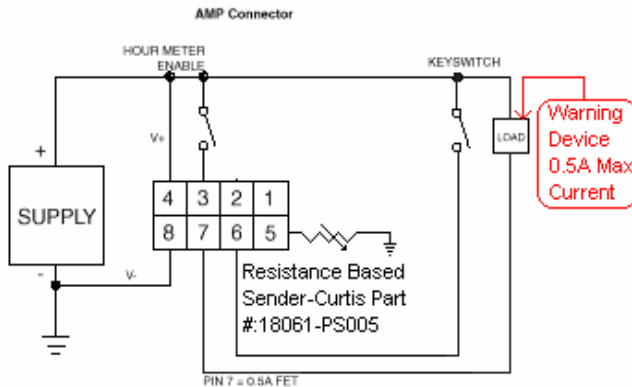 AMP Connector
HOUR METER
ENABLE
KEYSWITCH
Warning
Device
0.5A Max
Current
LOAD
V+
+
SUPPLY
-
4 3 2 1
8 7 6 5
V-
Resistance Based
Sender-Curtis Part
#:18061-PS005
PIN 7 = 0.5A FET